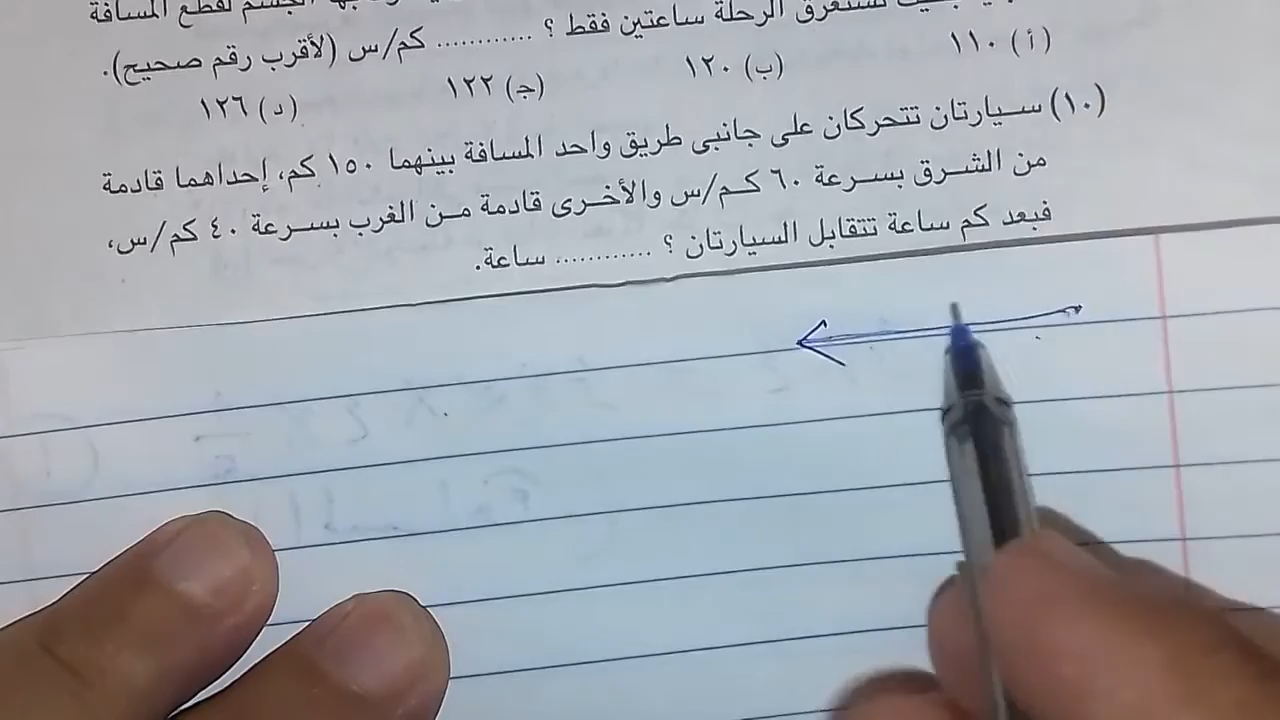 الجسم لقطع المسافة
تستغرق الرحلة ساعتين فقط ؟ ............ كم/س (لأقرب رقم صحيح).
(أ) ١١٠ (ب) ١٢٠ (ج) ١٢٢ (د) ١٢٦
(١٠) سيارتان تتحركان على جانبى طريق واحد المسافة بينهما ١٥٠ كم، إحداهما قادمة
من الشرق بسرعة ٦٠ كم/س والأخرى قادمة من الغرب بسرعة ٤٠ كم/س،
فبعد كم ساعة تتقابل السيارتان ؟ ............ ساعة.